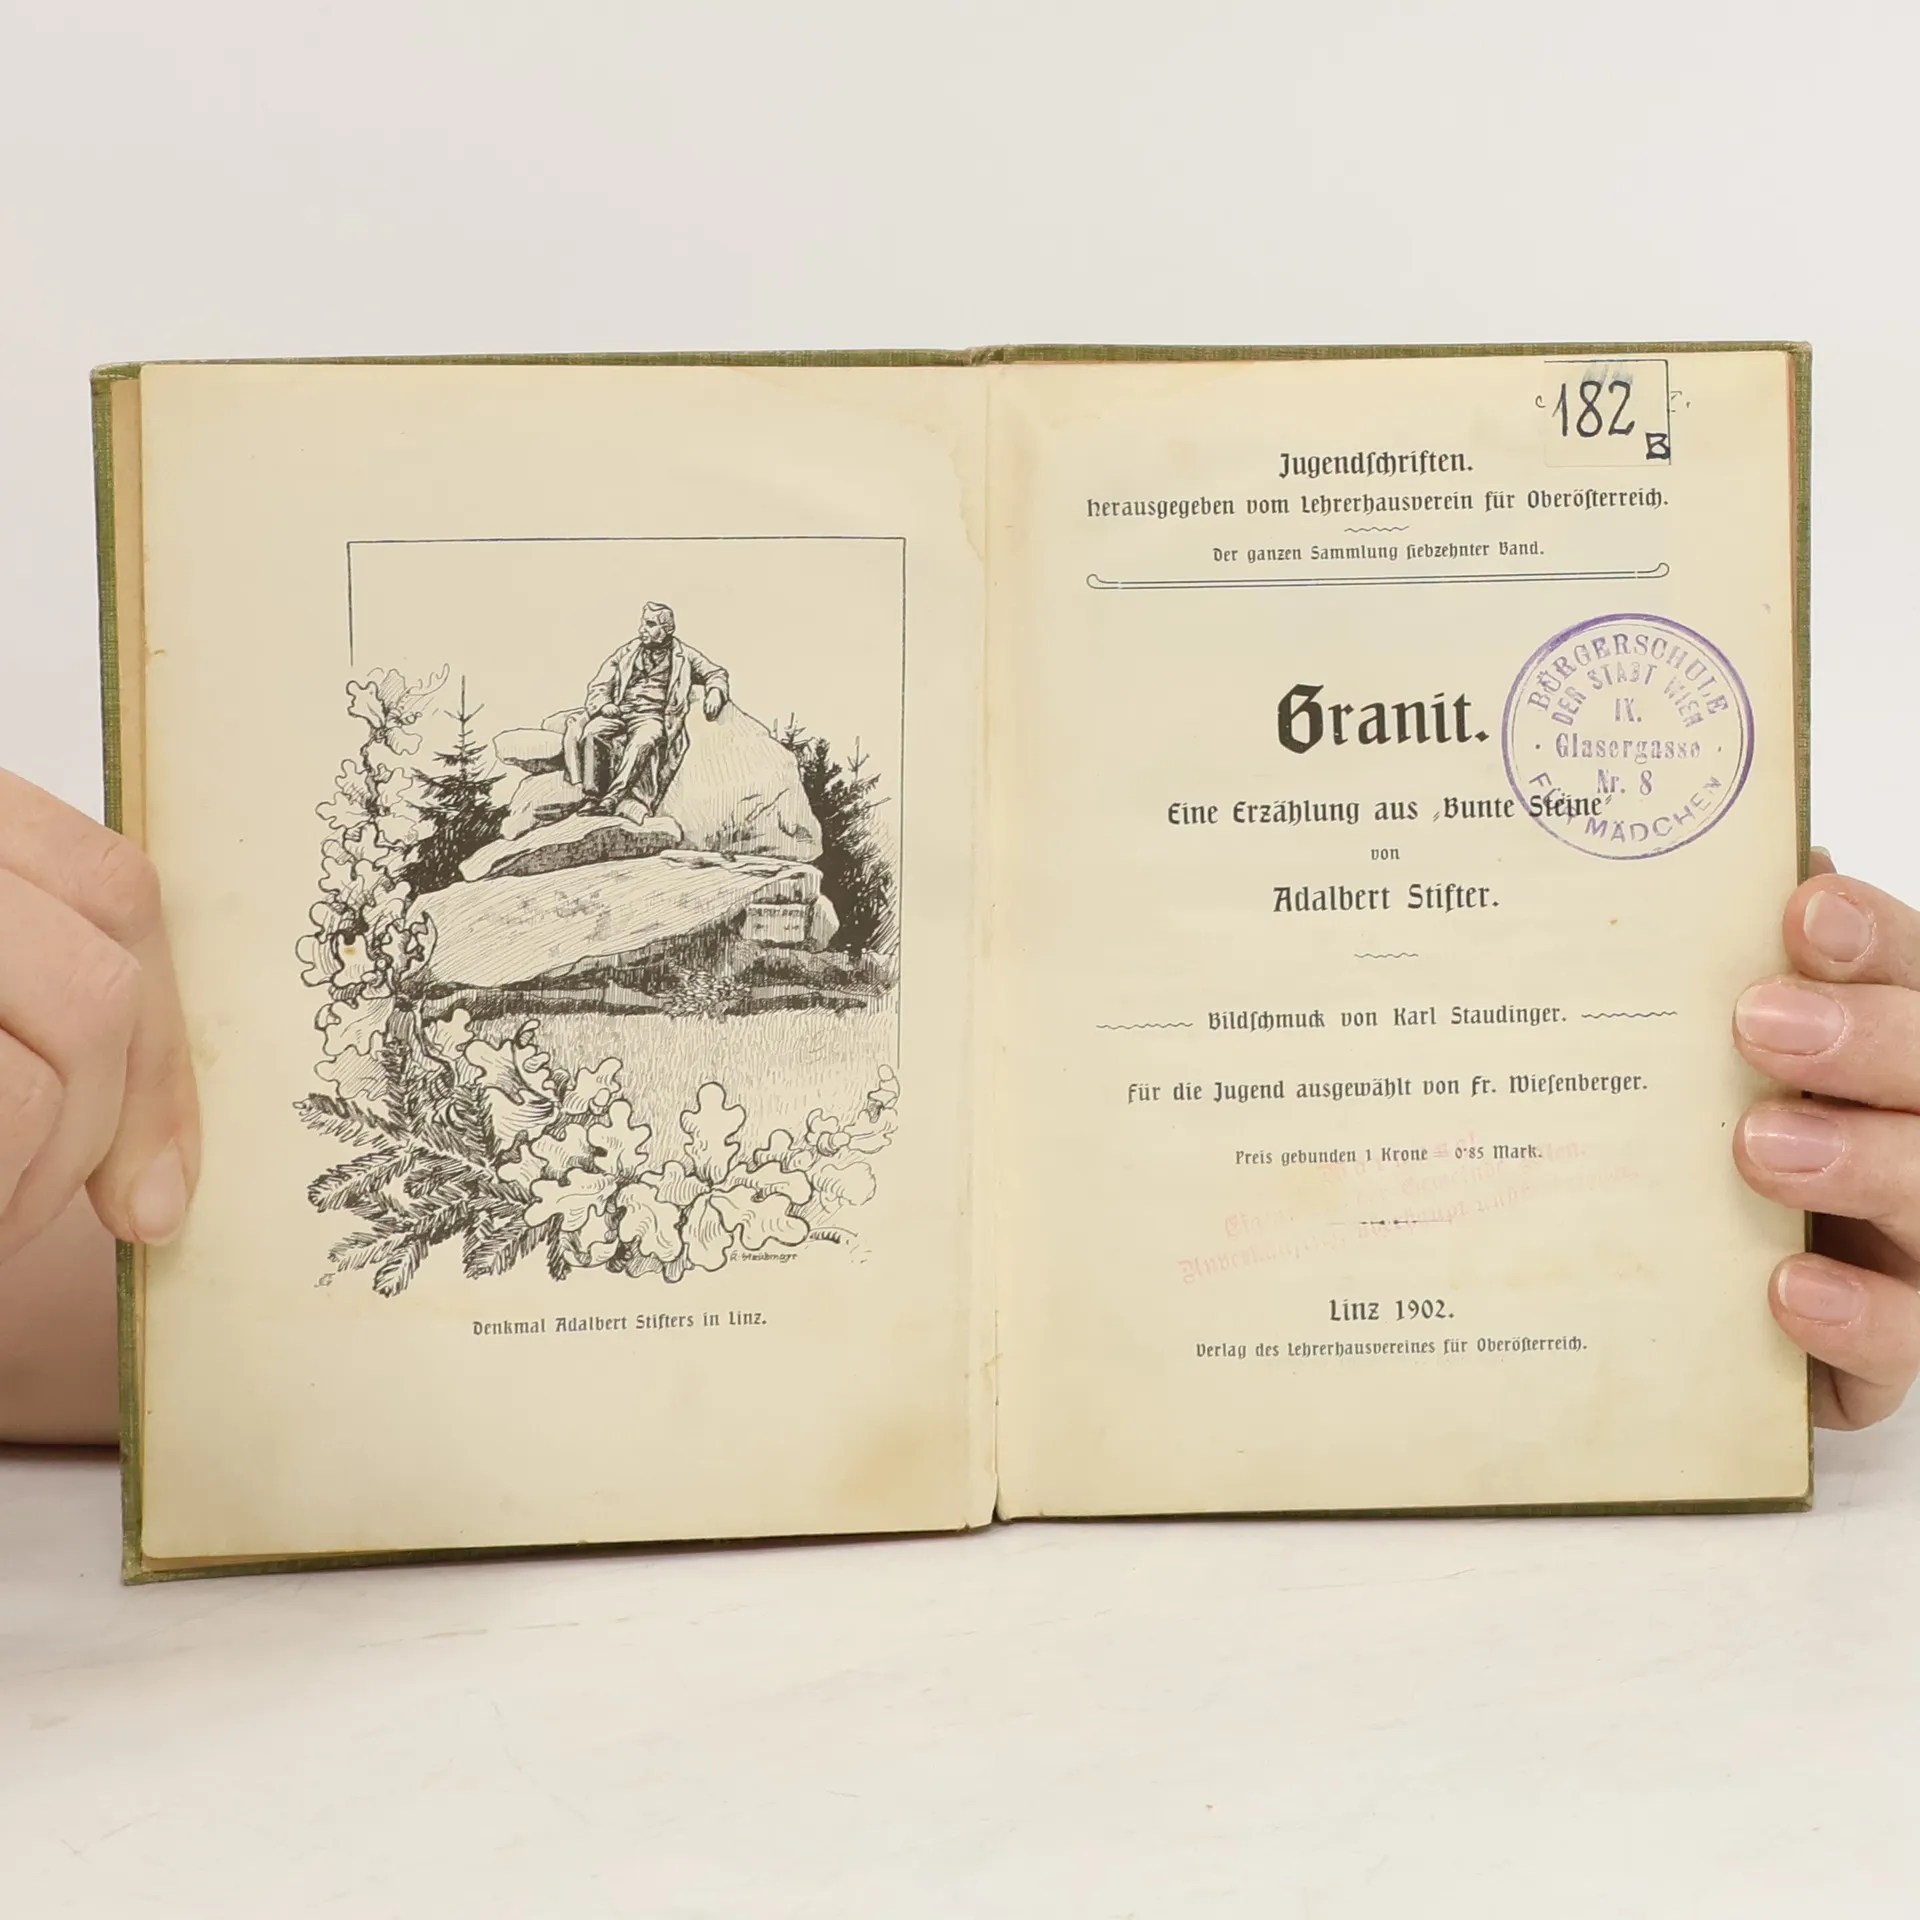 Denkmal Adalbert Stifters in Linz.
182
B
Jugendſchriften.
Herausgegeben vom Lehrerhausverein für Oberöſterreich.
Der ganzen Sammlung ſiebzehnter Band.
Granit.
Eine Erzählung aus „Bunte Steine“
von
Adalbert Stifter.
Bildſchmuck von Karl Staudinger.
Für die Jugend ausgewählt von Fr. Wieſenberger.
Preis gebunden 1 Krone = 0·85 Mark.
Linz 1902.
Verlag des Lehrerhausvereines für Oberöſterreich.
BÜRGERSCHULE
DER STADT WIEN
IX.
Glasergasse
Nr. 8
FÜR MÄDCHEN